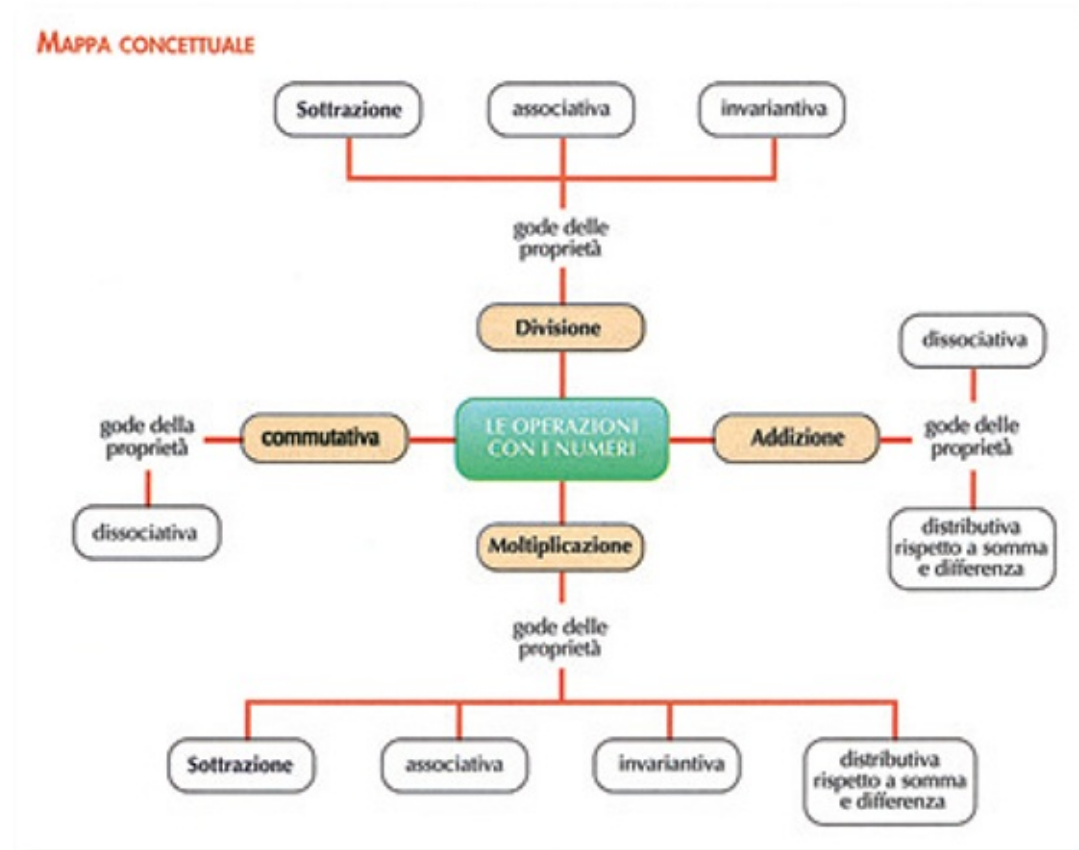 MAPPA CONCETTUALE
Sottrazione
associativa
invariantiva
gode delle
proprietà
Divisione
dissociativa
gode della
proprietà
commutativa
LE OPERAZIONI
CON I NUMERI
Addizione
gode delle
proprietà
dissociativa
distributiva
rispetto a somma
e differenza
Moltiplicazione
gode delle
proprietà
Sottrazione
associativa
invariantiva
distributiva
rispetto a somma
e differenza